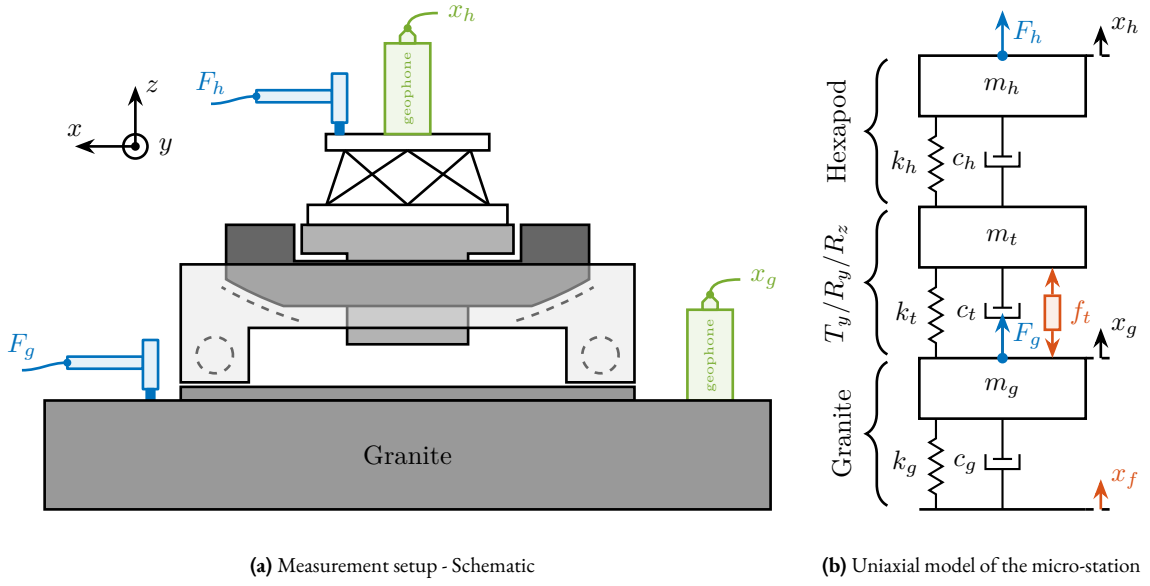 x_h
F_h
geophone
z
x
y
x_g
F_g
geophone
Granite
(a) Measurement setup - Schematic
F_h
x_h
Hexapod
m_h
k_h
c_h
T_y/R_y/R_z
m_t
k_t
c_t
f_t
F_g
x_g
Granite
m_g
k_g
c_g
x_f
(b) Uniaxial model of the micro-station